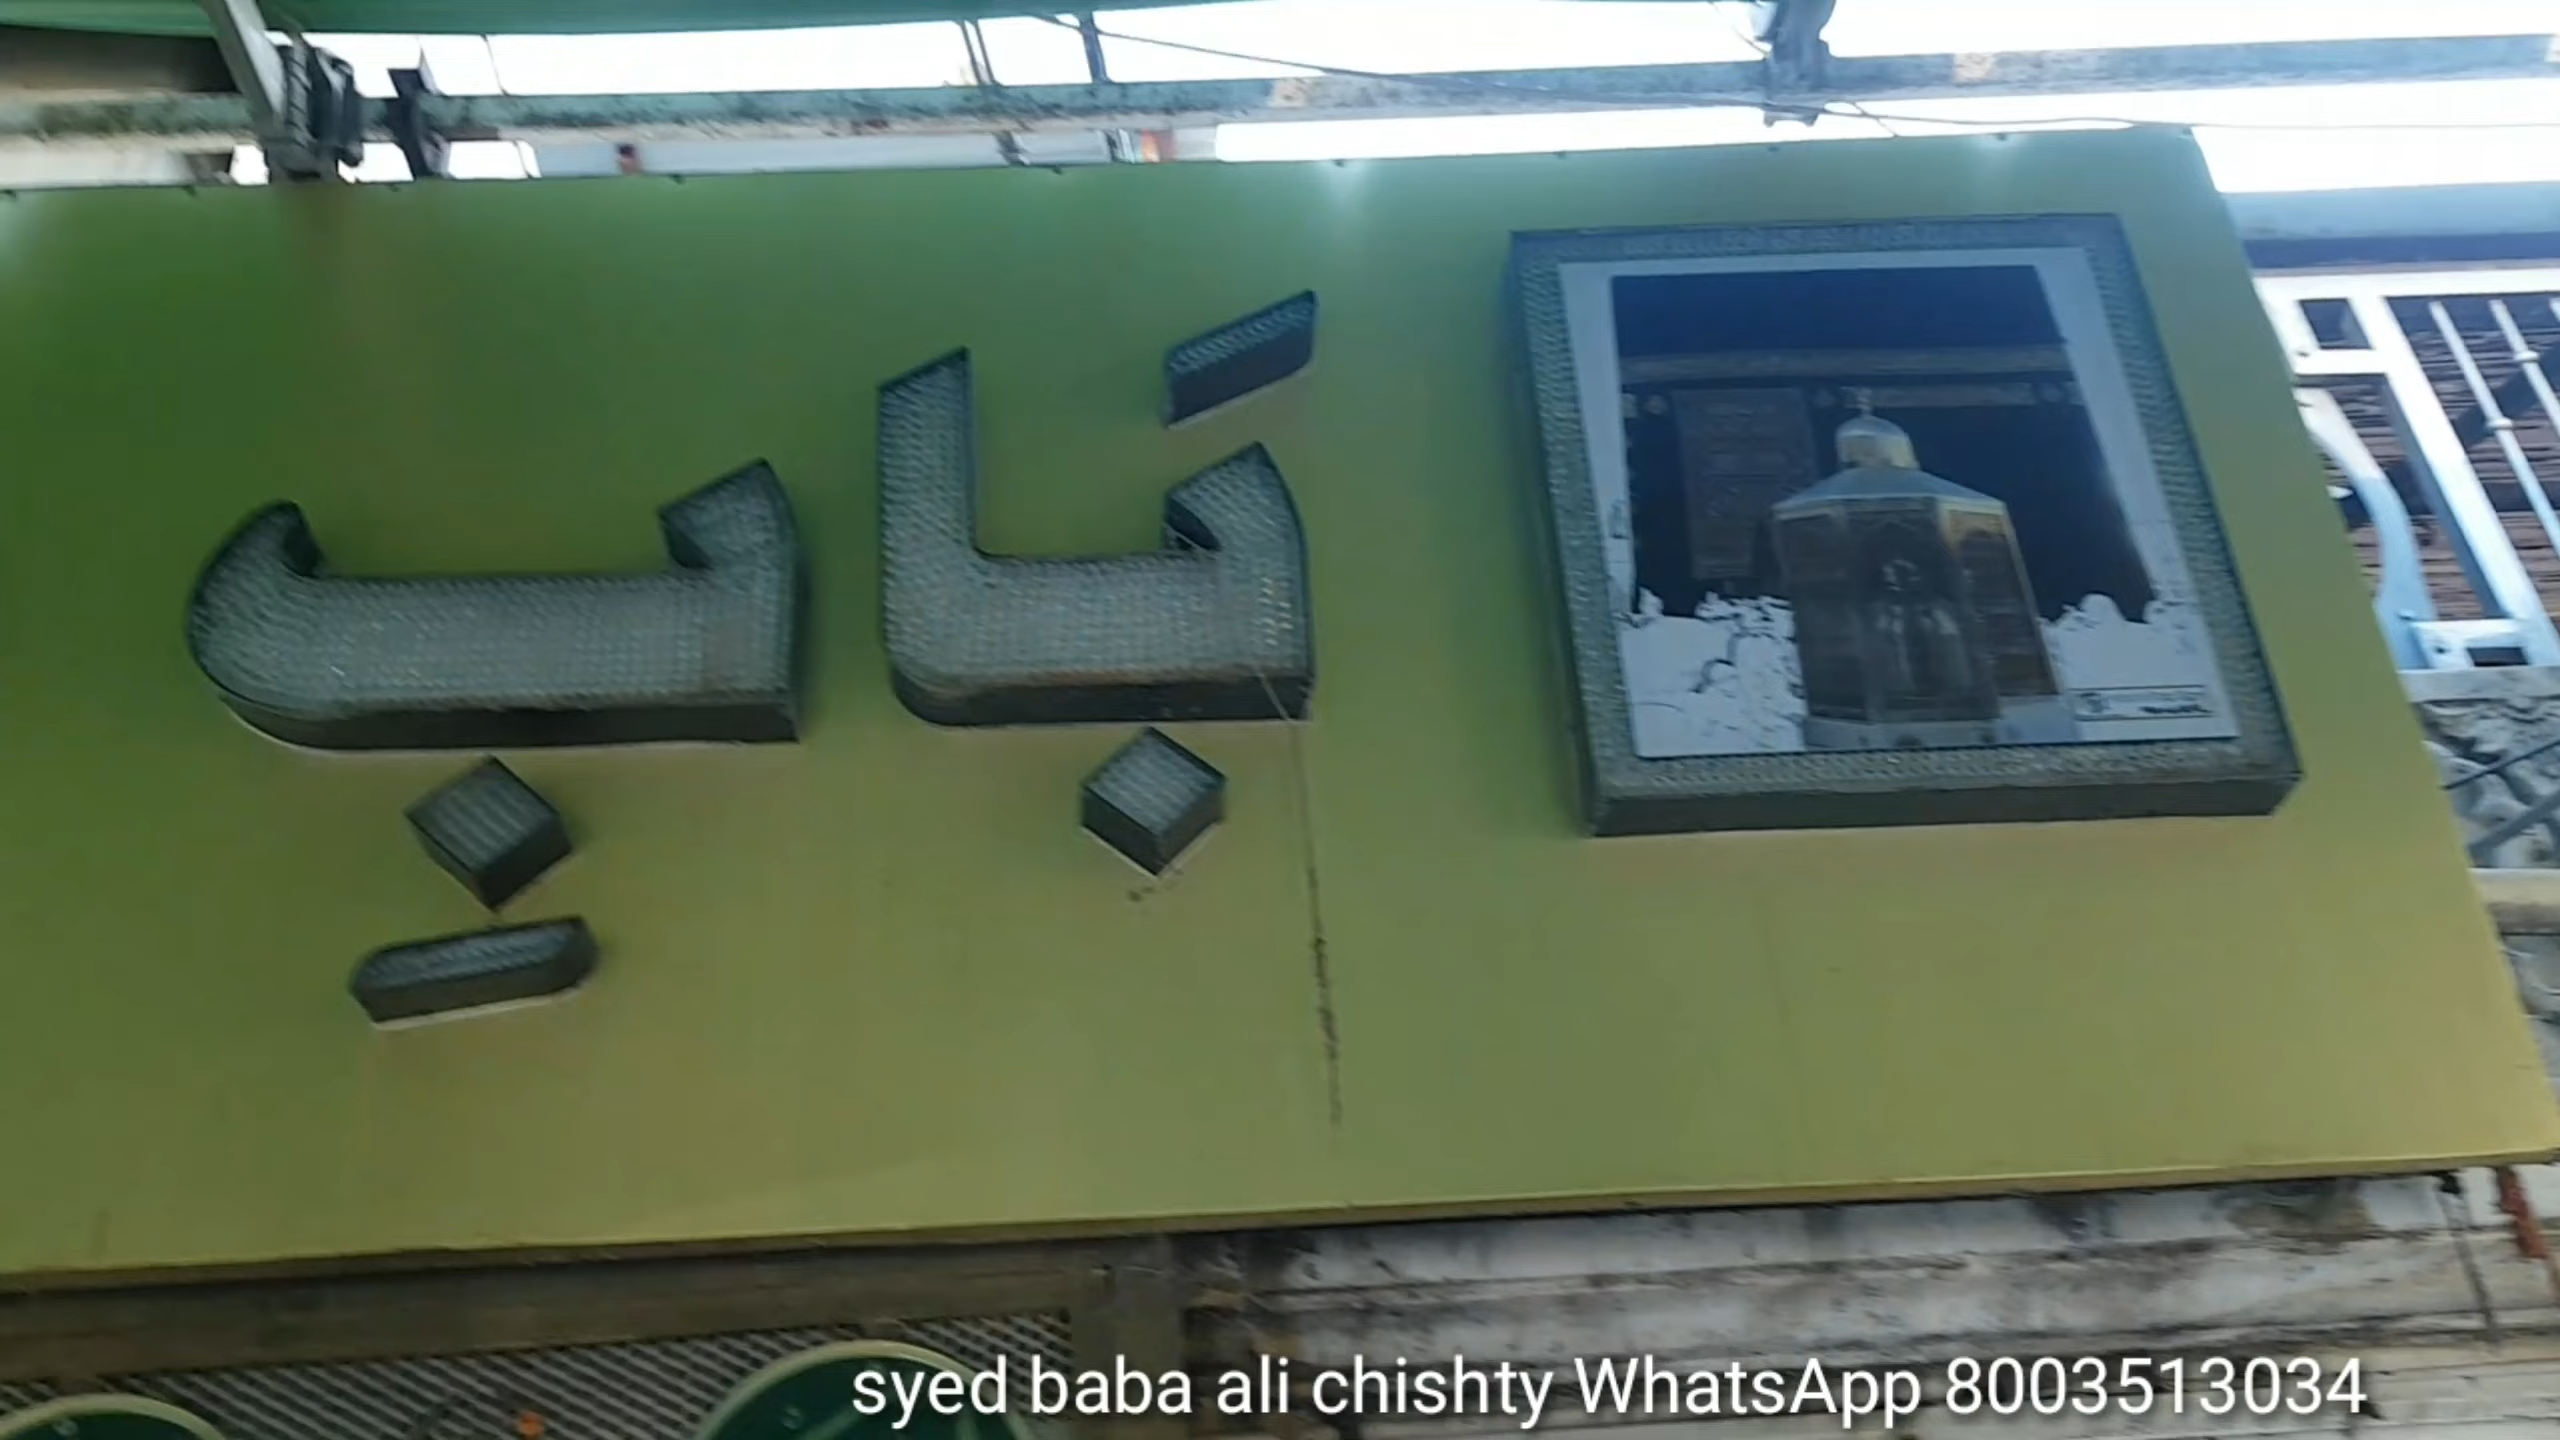 بَابِ
syed baba ali chishty WhatsApp 8003513034